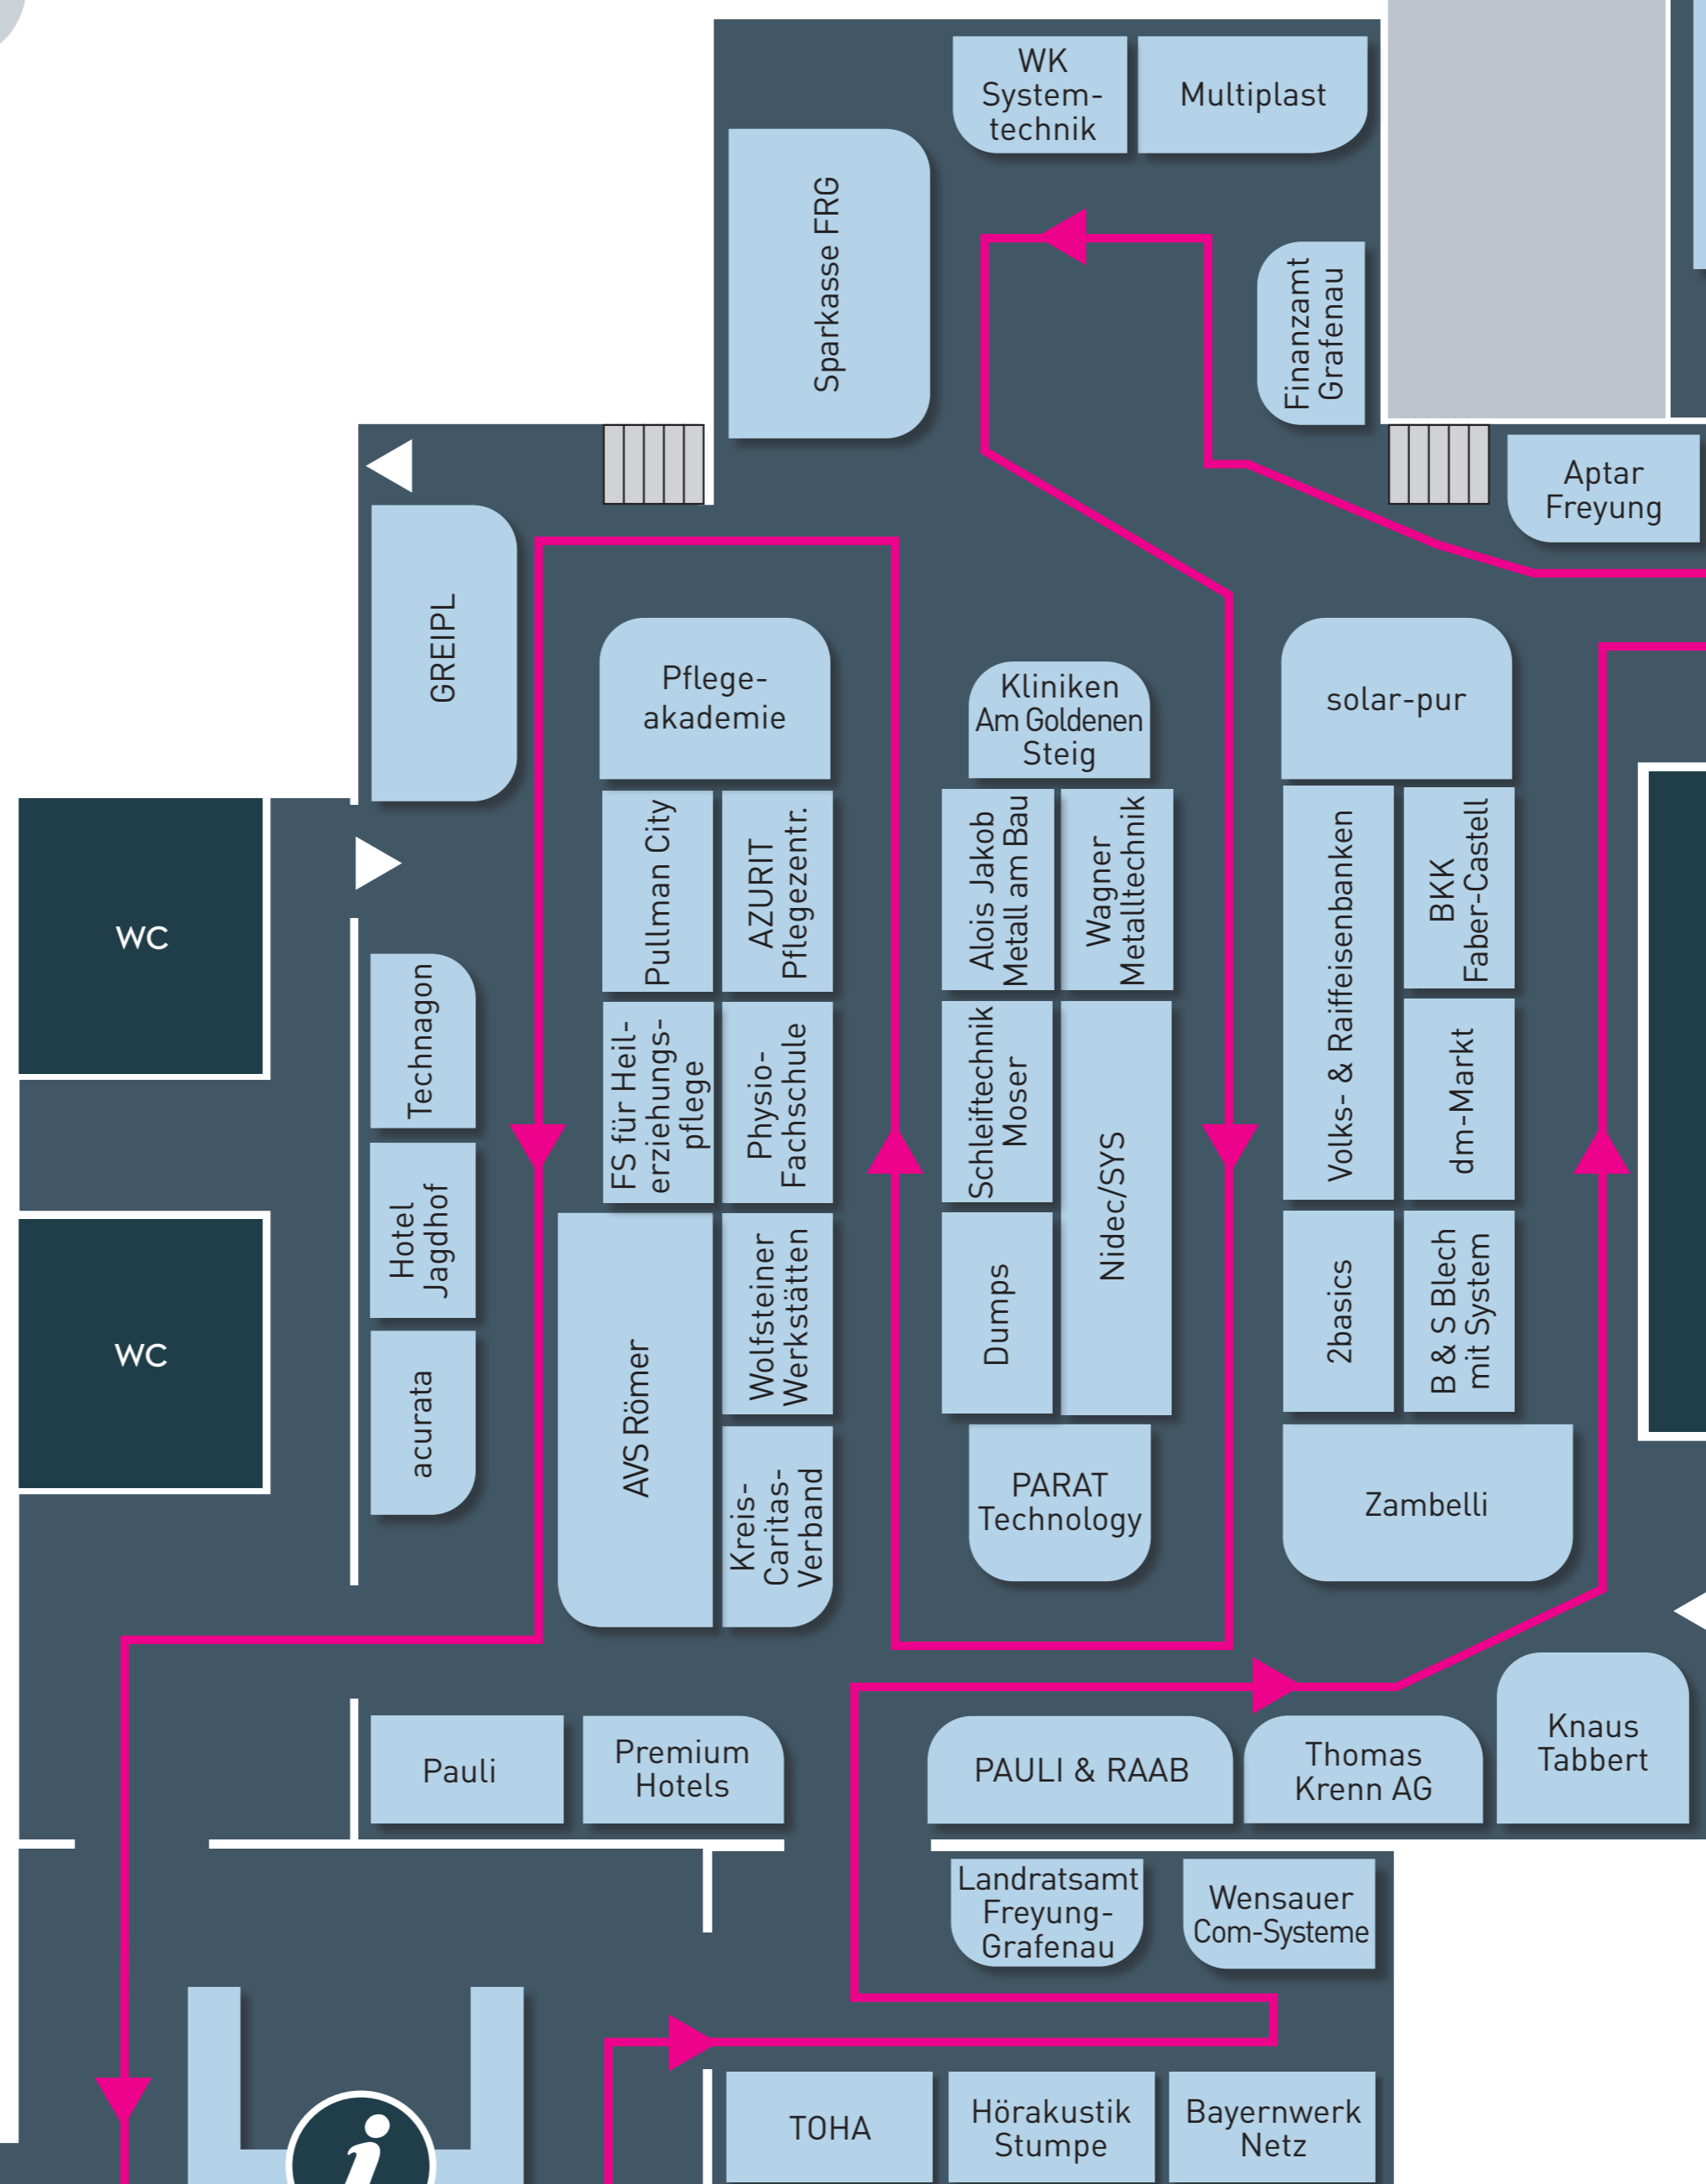 WK
System-
technik
Multiplast
Sparkasse FRG
Finanzamt
Grafenau
Aptar
Freyung
GREIPL
Pflege-
akademie
Kliniken
Am Goldenen
Steig
solar-pur
Pullman City
AZURIT
Pflegezentr.
Alois Jakob
Metall am Bau
Wagner
Metalltechnik
Volks- & Raiffeisenbanken
BKK
Faber-Castell
WC
Technagon
FS für Heil-
erziehungs-
pflege
Physio-
Fachschule
Schleiftechnik
Moser
Nidec/SYS
dm-Markt
Hotel
Jagdhof
WC
acurata
AVS Römer
Wolfsteiner
Werkstätten
Dumps
2basics
B & S Blech
mit System
Kreis-
Caritas-
Verband
PARAT
Technology
Zambelli
Pauli
Premium
Hotels
PAULI & RAAB
Thomas
Krenn AG
Knaus
Tabbert
Landratsamt
Freyung-
Grafenau
Wensauer
Com-Systeme
TOHA
Hörakustik
Stumpe
Bayernwerk
Netz
i